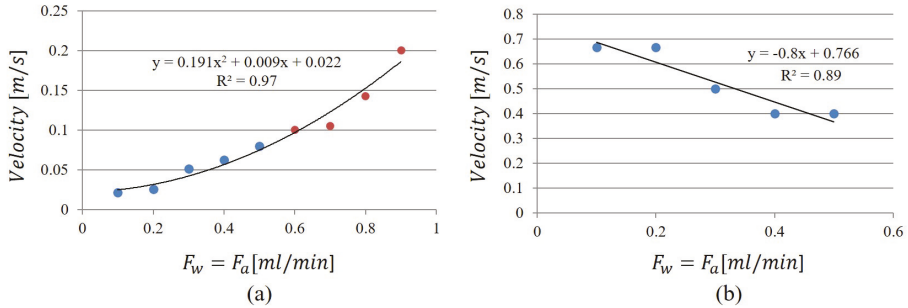 (a)
0.25
0.2
0.15
0.1
0.05
0
y = 0.191x² + 0.009x + 0.022
R² = 0.97
Velocity [m/s]
0
0.2
0.4
0.6
0.8
1
F_w = F_a[ml/min]
(a)
(b)
0.8
0.7
0.6
0.5
0.4
0.3
0.2
0.1
0
y = -0.8x + 0.766
R² = 0.89
Velocity [m/s]
0
0.2
0.4
0.6
F_w = F_a[ml/min]
(b)